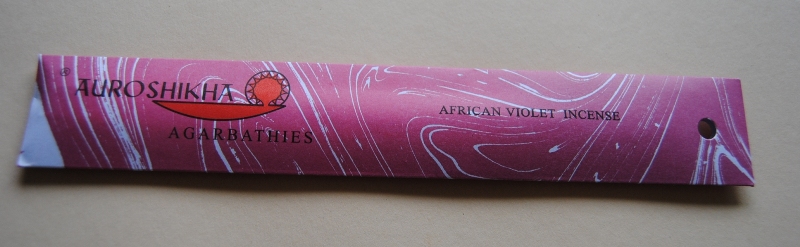 AUROSHIKHA
AGARBATHIES
AFRICAN VIOLET INCENSE